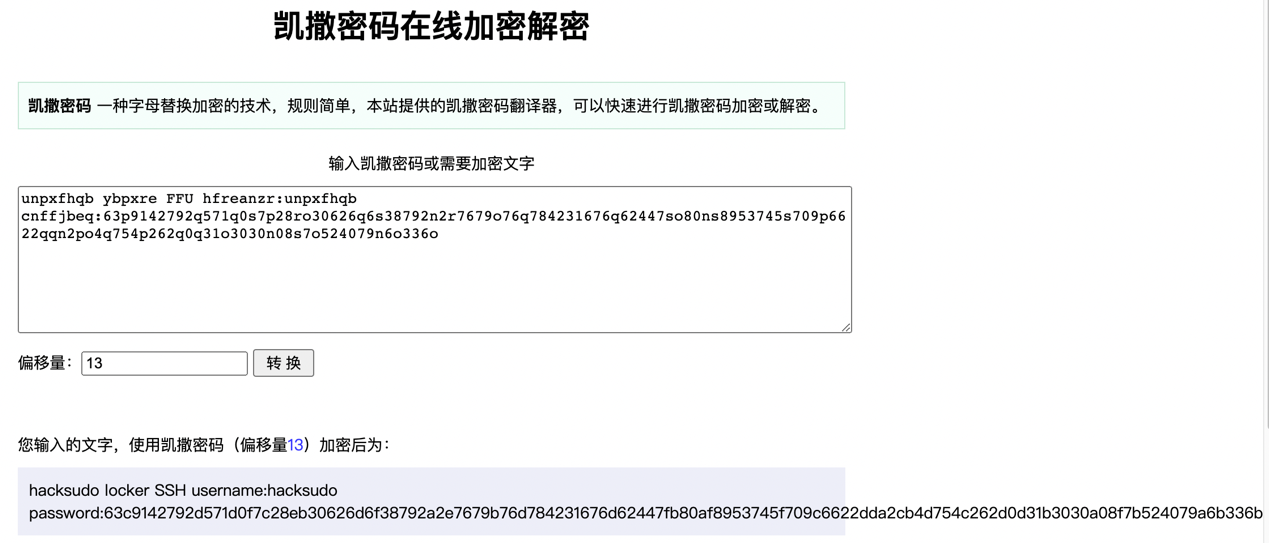 凯撒密码在线加密解密
凯撒密码 一种字母替换加密的技术，规则简单，本站提供的凯撒密码翻译器，可以快速进行凯撒密码加密或解密。
输入凯撒密码或需要加密文字
unpxfhqb ybpxre FFU hfreanzr:unpxfhqb
cnffjbeq:63p9142792q571q0s7p28ro30626q6s38792n2r7679o76q784231676q62447so80ns8953745s709p66
22qqn2po4q754p262q0q31o3030n08s7o524079n6o336o
偏移量：13 转 换
您输入的文字，使用凯撒密码（偏移量13）加密后为：
hacksudo locker SSH username:hacksudo
password:63c9142792d571d0f7c28eb30626d6f38792a2e7679b76d784231676d62447fb80af8953745f709c6622dda2cb4d754c262d0d31b3030a08f7b524079a6b336b